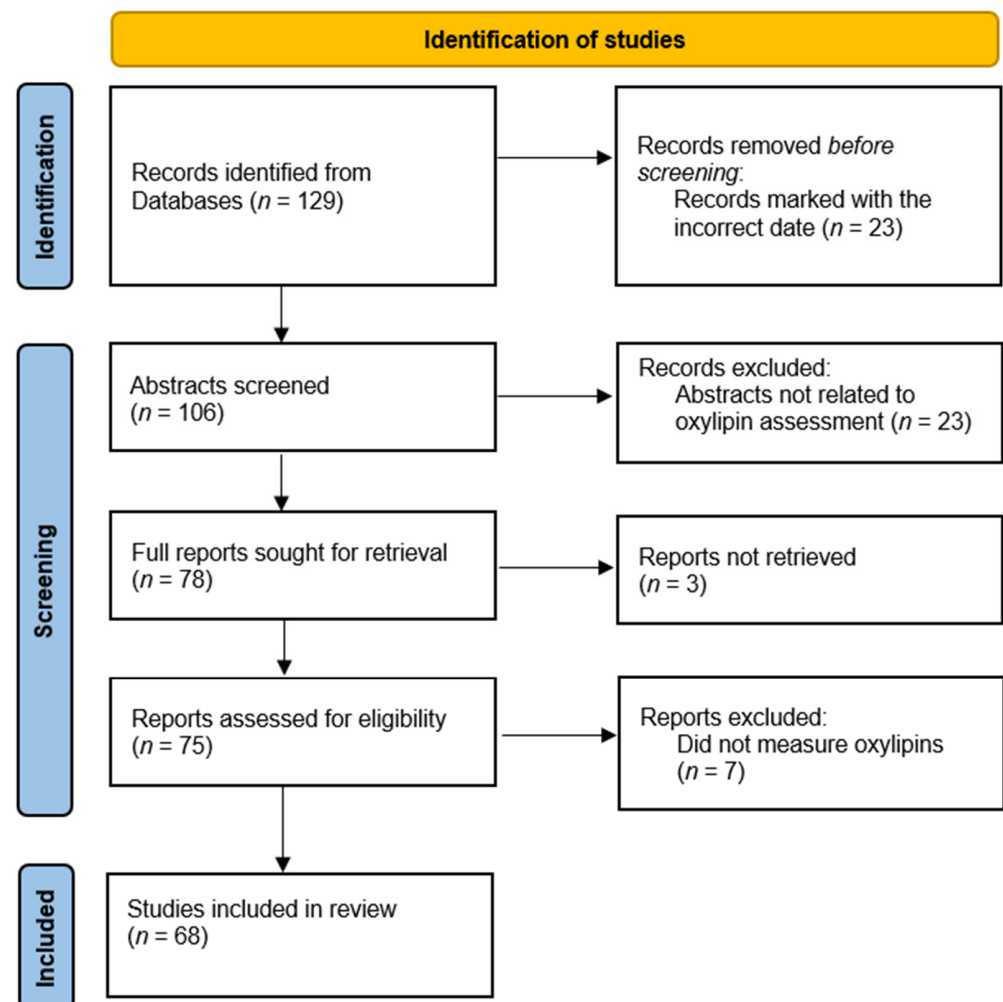 Identification of studies
Identification
Records identified from
Databases (n = 129)
Records removed before
screening:
Records marked with the
incorrect date (n = 23)
Screening
Abstracts screened
(n = 106)
Records excluded:
Abstracts not related to
oxylipin assessment (n = 23)
Full reports sought for retrieval
(n = 78)
Reports not retrieved
(n = 3)
Reports assessed for eligibility
(n = 75)
Reports excluded:
Did not measure oxylipins
(n = 7)
Included
Studies included in review
(n = 68)